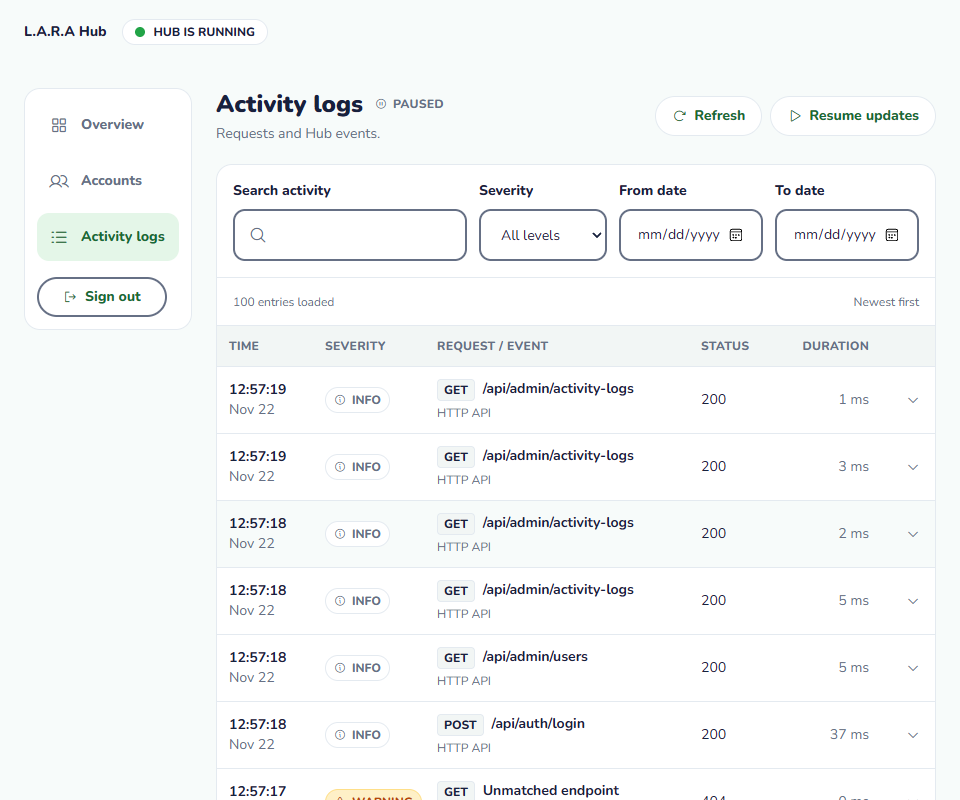 L.A.R.A Hub
HUB IS RUNNING
Overview
Accounts
Activity logs
Sign out
Activity logs
PAUSED
Requests and Hub events.
Refresh
Resume updates
Search activity
Severity
From date
To date
All levels
mm/dd/yyyy
mm/dd/yyyy
100 entries loaded
Newest first
TIME SEVERITY REQUEST / EVENT STATUS DURATION
12:57:19
Nov 22
INFO
GET /api/admin/activity-logs
HTTP API
200
1 ms
12:57:19
Nov 22
INFO
GET /api/admin/activity-logs
HTTP API
200
3 ms
12:57:18
Nov 22
INFO
GET /api/admin/activity-logs
HTTP API
200
2 ms
12:57:18
Nov 22
INFO
GET /api/admin/activity-logs
HTTP API
200
5 ms
12:57:18
Nov 22
INFO
GET /api/admin/users
HTTP API
200
5 ms
12:57:18
Nov 22
INFO
POST /api/auth/login
HTTP API
200
37 ms
12:57:17
WARNING
GET Unmatched endpoint
404